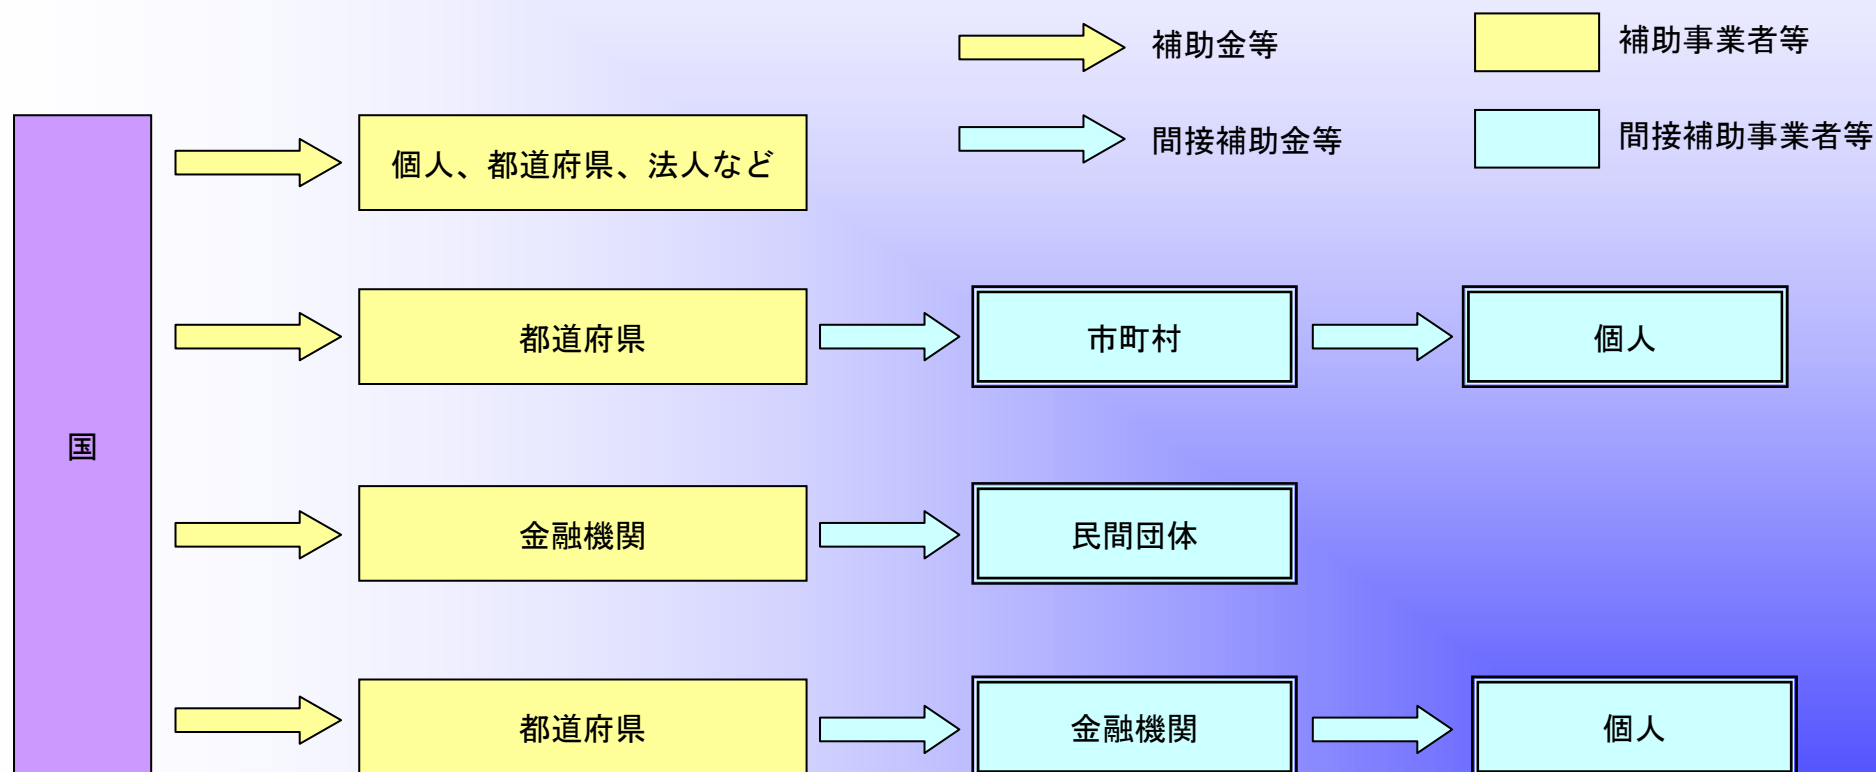 補助金等
補助事業者等
間接補助金等
間接補助事業者等
国
個人、都道府県、法人など
都道府県
市町村
個人
金融機関
民間団体
都道府県
金融機関
個人